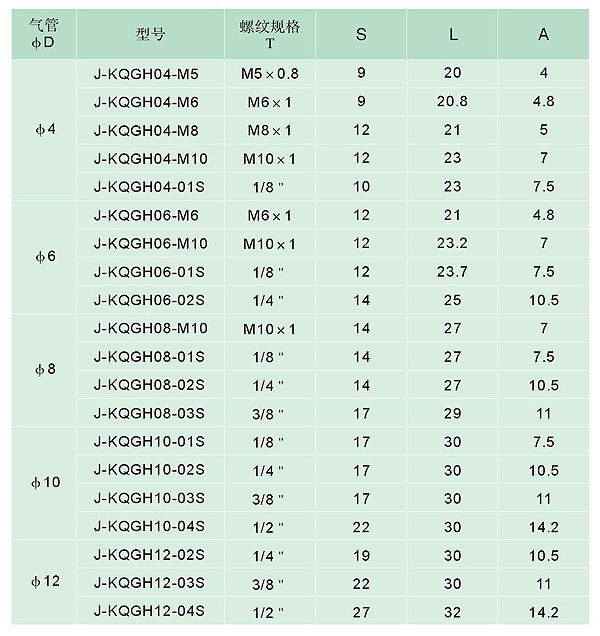 气管 φD 型号 螺纹规格 T S L A
φ4 J-KQGH04-M5 M5×0.8 9 20 4
J-KQGH04-M6 M6×1 9 20.8 4.8
J-KQGH04-M8 M8×1 12 21 5
J-KQGH04-M10 M10×1 12 23 7
J-KQGH04-01S 1/8" 10 23 7.5
φ6 J-KQGH06-M6 M6×1 12 21 4.8
J-KQGH06-M10 M10×1 12 23.2 7
J-KQGH06-01S 1/8" 12 23.7 7.5
J-KQGH06-02S 1/4" 14 25 10.5
φ8 J-KQGH08-M10 M10×1 14 27 7
J-KQGH08-01S 1/8" 14 27 7.5
J-KQGH08-02S 1/4" 14 27 10.5
J-KQGH08-03S 3/8" 17 29 11
φ10 J-KQGH10-01S 1/8" 17 30 7.5
J-KQGH10-02S 1/4" 17 30 10.5
J-KQGH10-03S 3/8" 17 30 11
J-KQGH10-04S 1/2" 22 30 14.2
φ12 J-KQGH12-02S 1/4" 19 30 10.5
J-KQGH12-03S 3/8" 22 30 11
J-KQGH12-04S 1/2" 27 32 14.2